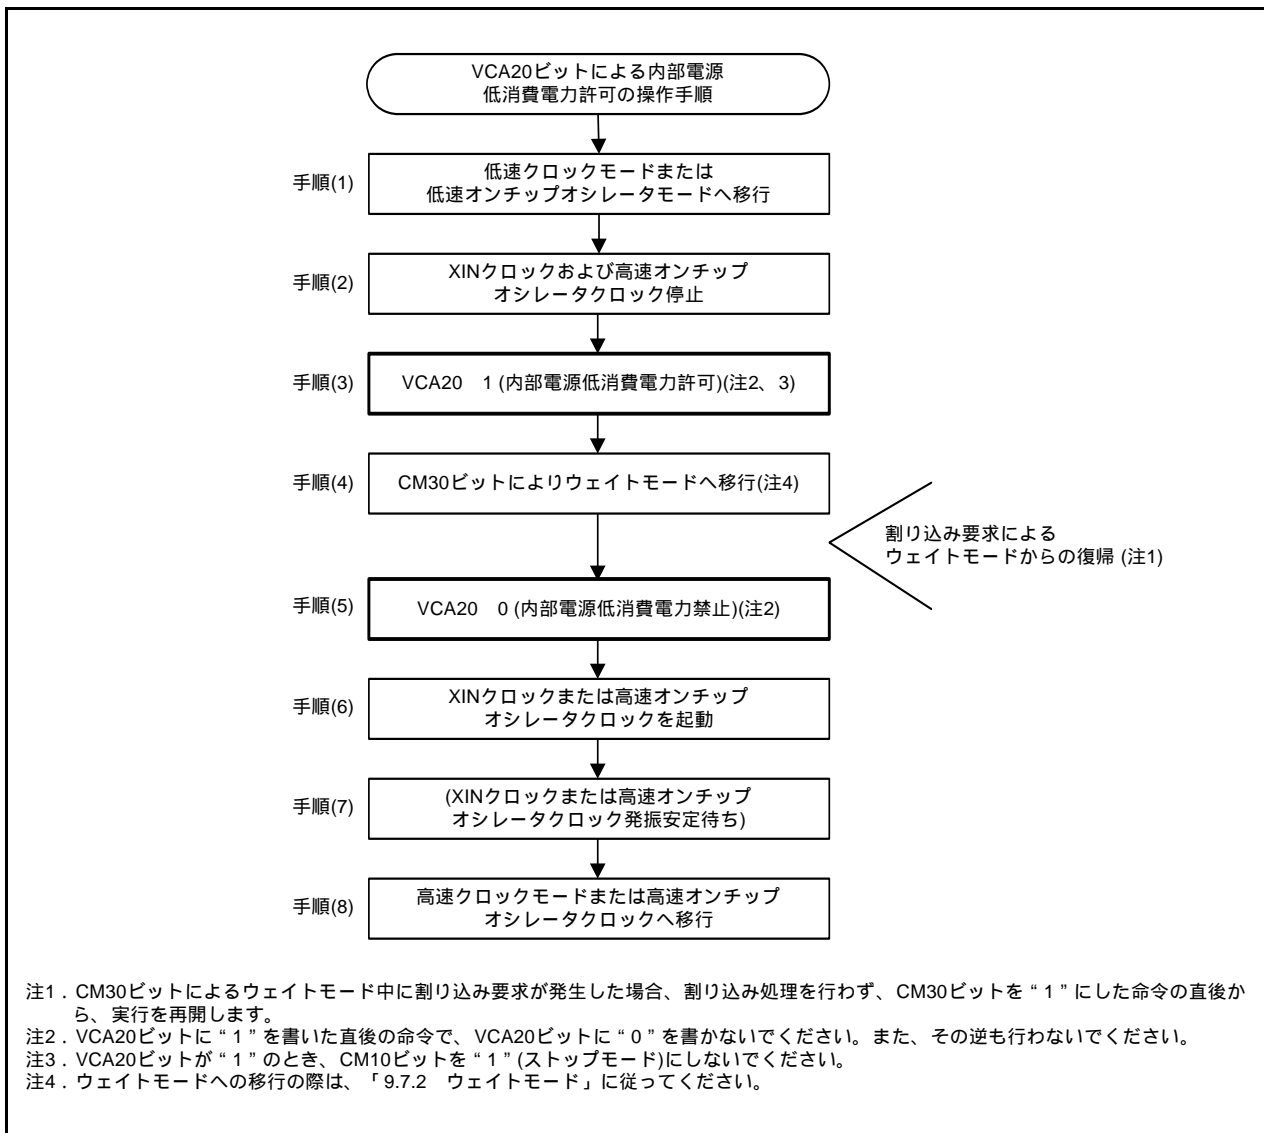 VCA20ビットによる内部電源
低消費電力許可の操作手順
手順(1)
低速クロックモードまたは
低速オンチップオシレータモードへ移行
手順(2)
XINクロックおよび高速オンチップ
オシレータクロック停止
手順(3)
VCA20　1 (内部電源低消費電力許可)(注2、3)
手順(4)
CM30ビットによりウェイトモードへ移行(注4)
割り込み要求による
ウェイトモードからの復帰 (注1)
手順(5)
VCA20　0 (内部電源低消費電力禁止)(注2)
手順(6)
XINクロックまたは高速オンチップ
オシレータクロックを起動
手順(7)
(XINクロックまたは高速オンチップ
オシレータクロック発振安定待ち)
手順(8)
高速クロックモードまたは高速オンチップ
オシレータクロックへ移行
注1．CM30ビットによるウェイトモード中に割り込み要求が発生した場合、割り込み処理を行わず、CM30ビットを“1”にした命令の直後か
ら、実行を再開します。
注2．VCA20ビットに“1”を書いた直後の命令で、VCA20ビットに“0”を書かないでください。また、その逆も行わないでください。
注3．VCA20ビットが“1”のとき、CM10ビットを“1”(ストップモード)にしないでください。
注4．ウェイトモードへの移行の際は、「9.7.2　ウェイトモード」に従ってください。